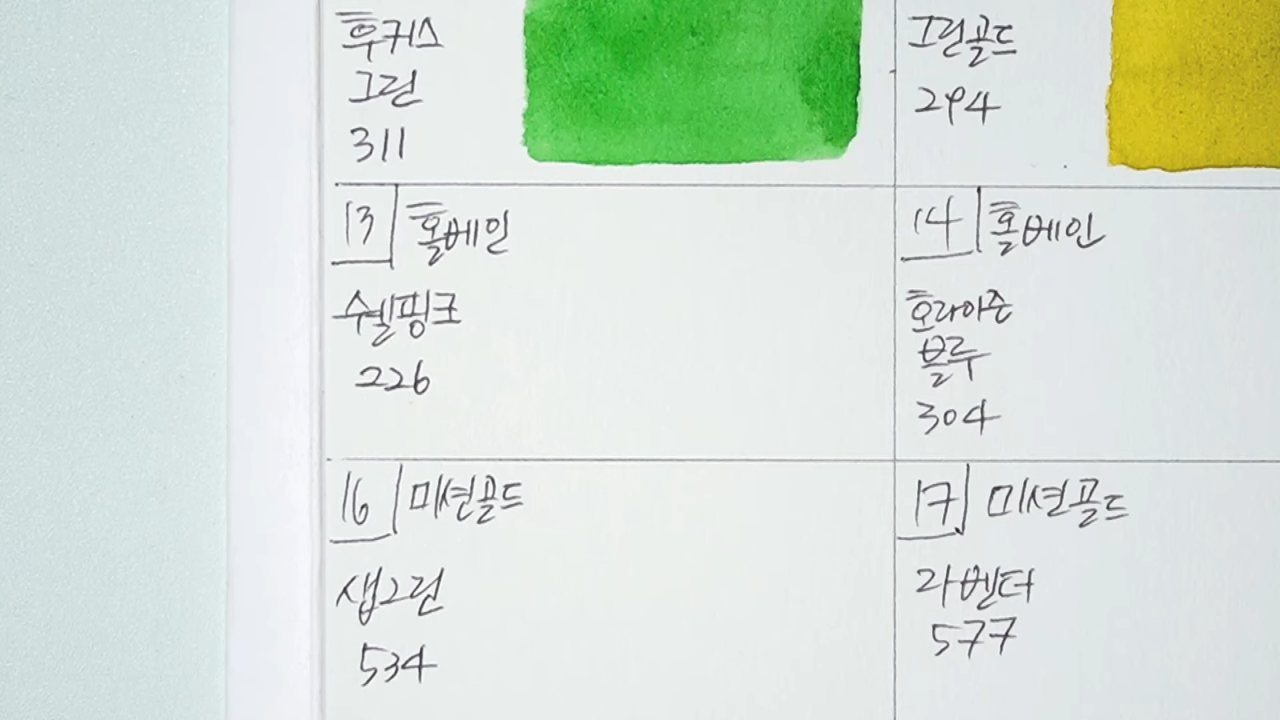 후커스
그린
311
그린골드
294
13 홀베인
쉘핑크
226
14 홀베인
호라이즌
블루
304
16 미션골드
샙그린
534
17 미션골드
라벤더
577